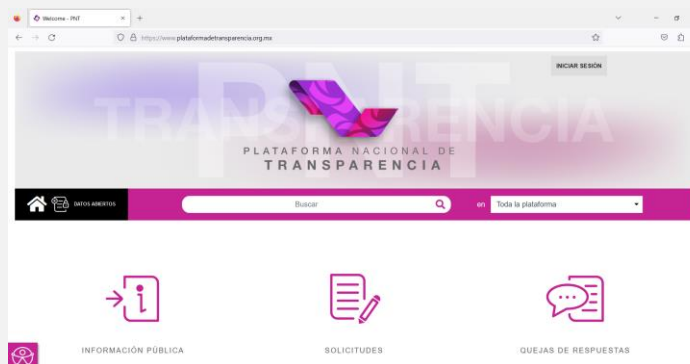 Welcome - PNT
https://www.plataformadetransparencia.org.mx
INICIAR SESIÓN
PNT
TRANSPARENCIA
PLATAFORMA NACIONAL DE
TRANSPARENCIA
DATOS ABIERTOS
Buscar
en
Toda la plataforma
INFORMACIÓN PÚBLICA
SOLICITUDES
QUEJAS DE RESPUESTAS